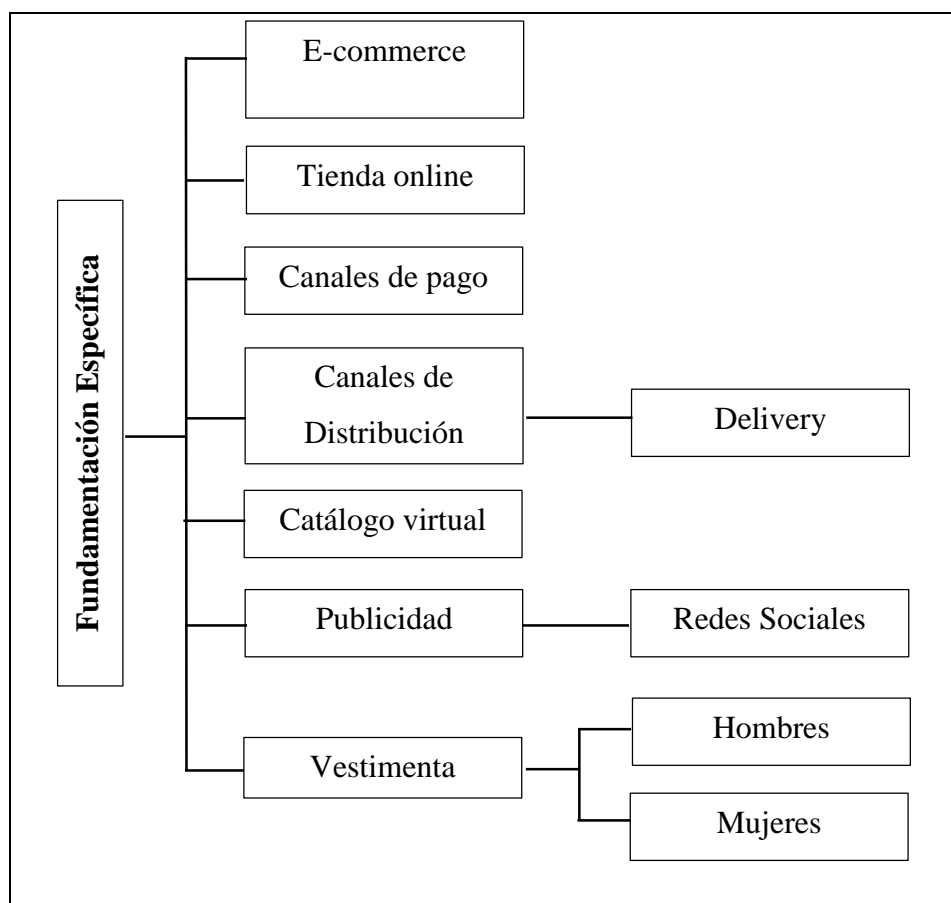 Fundamentación Específica
E-commerce
Tienda online
Canales de pago
Canales de
Distribución
Delivery
Catálogo virtual
Publicidad
Redes Sociales
Vestimenta
Hombres
Mujeres